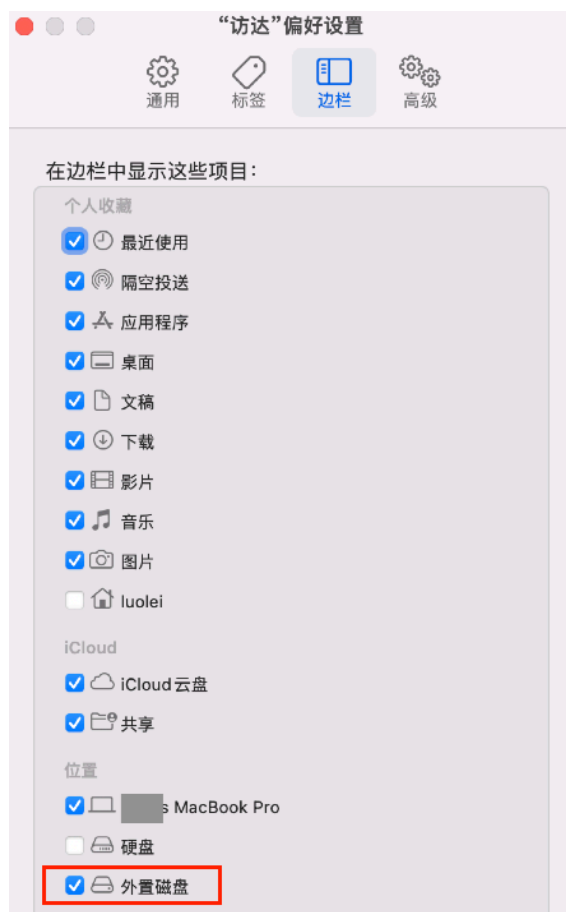 “访达”偏好设置
通用
标签
边栏
高级
在边栏中显示这些项目：
个人收藏
最近使用
隔空投送
应用程序
桌面
文稿
下载
影片
音乐
图片
luolei
iCloud
iCloud云盘
共享
位置
s MacBook Pro
硬盘
外置磁盘